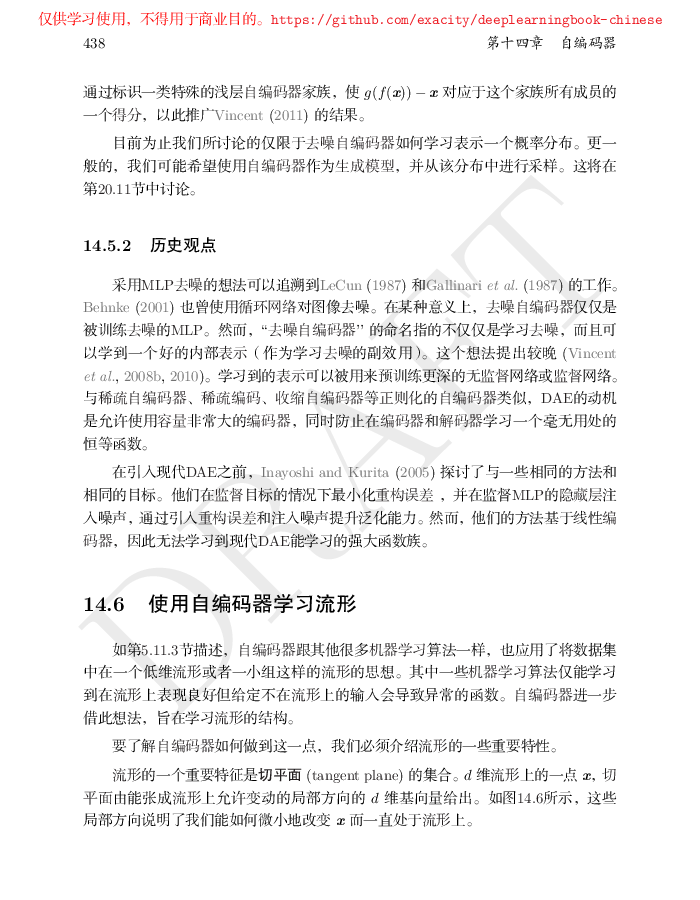 仅供学习使用，不得用于商业目的。https://github.com/exacity/deeplearningbook-chinese
438 第十四章 自编码器
通过标识一类特殊的浅层自编码器家族，使 g(f(x)) − x 对应于这个家族所有成员的
一个得分，以此推广Vincent (2011) 的结果。
目前为止我们所讨论的仅限于去噪自编码器如何学习表示一个概率分布。更一
般的，我们可能希望使用自编码器作为生成模型，并从该分布中进行采样。这将在
第20.11节中讨论。
14.5.2 历史观点
采用MLP去噪的想法可以追溯到LeCun (1987) 和Gallinari et al. (1987) 的工作。
Behnke (2001) 也曾使用循环网络对图像去噪。在某种意义上，去噪自编码器仅仅是
被训练去噪的MLP。然而，“去噪自编码器’’ 的命名指的不仅仅是学习去噪，而且可
以学到一个好的内部表示（作为学习去噪的副效用）。这个想法提出较晚 (Vincent
et al., 2008b, 2010)。学习到的表示可以被用来预训练更深的无监督网络或监督网络。
与稀疏自编码器、稀疏编码、收缩自编码器等正则化的自编码器类似，DAE的动机
是允许使用容量非常大的编码器，同时防止在编码器和解码器学习一个毫无用处的
恒等函数。
在引入现代DAE之前，Inayoshi and Kurita (2005) 探讨了与一些相同的方法和
相同的目标。他们在监督目标的情况下最小化重构误差 ，并在监督MLP的隐藏层注
入噪声，通过引入重构误差和注入噪声提升泛化能力。然而，他们的方法基于线性编
码器，因此无法学习到现代DAE能学习的强大函数族。
14.6 使用自编码器学习流形
如第5.11.3节描述，自编码器跟其他很多机器学习算法一样，也应用了将数据集
中在一个低维流形或者一小组这样的流形的思想。其中一些机器学习算法仅能学习
到在流形上表现良好但给定不在流形上的输入会导致异常的函数。自编码器进一步
借此想法，旨在学习流形的结构。
要了解自编码器如何做到这一点，我们必须介绍流形的一些重要特性。
流形的一个重要特征是切平面 (tangent plane) 的集合。d 维流形上的一点 x，切
平面由能张成流形上允许变动的局部方向的 d 维基向量给出。如图14.6所示，这些
局部方向说明了我们能如何微小地改变 x 而一直处于流形上。
DRAFT